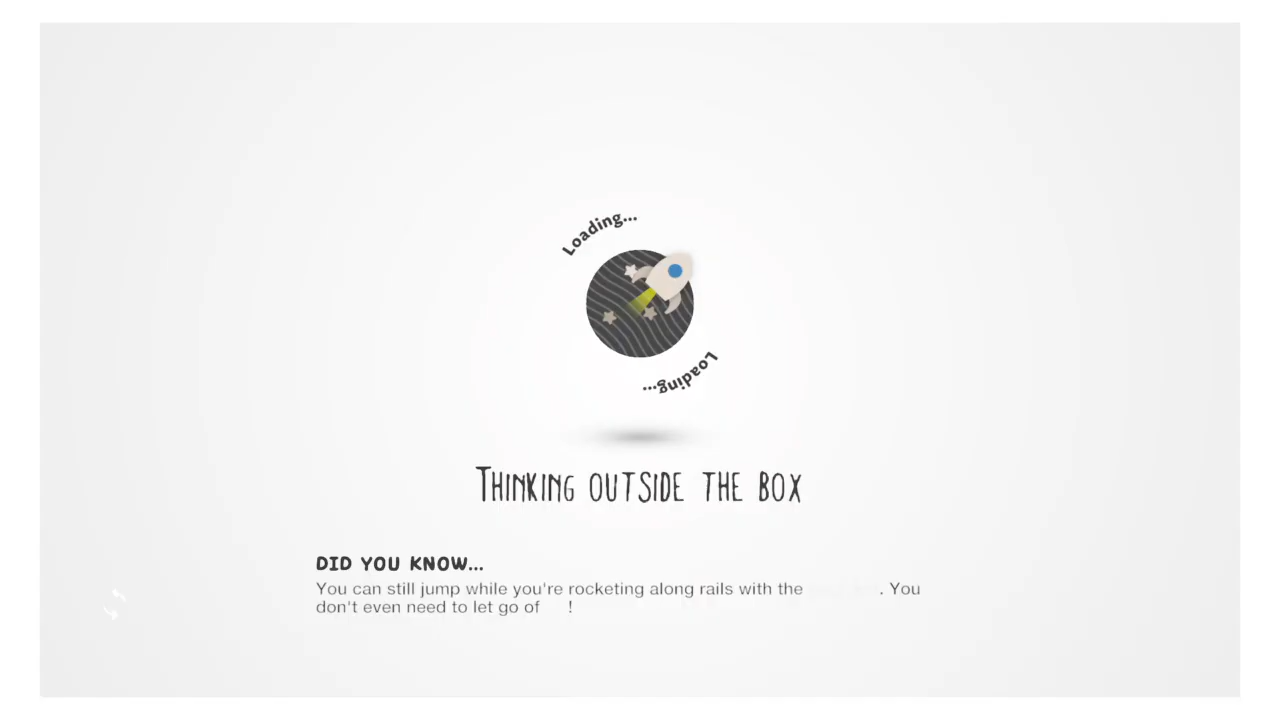 Loading...
Loading...
THINKING OUTSIDE THE BOX
DID YOU KNOW...
You can still jump while you're rocketing along rails with the . You
don't even need to let go of !